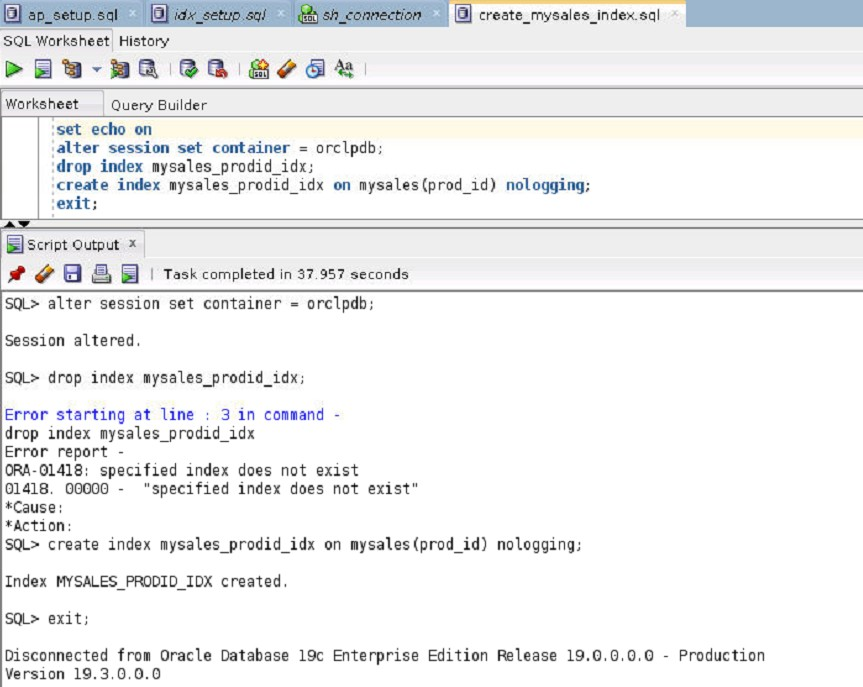 ap_setup.sql × idx_setup.sql × sh_connection × create_mysales_index.sql ×
SQL Worksheet History
Worksheet Query Builder
set echo on
alter session set container = orclpdb;
drop index mysales_prodid_idx;
create index mysales_prodid_idx on mysales(prod_id) nologging;
exit;
Script Output ×
Task completed in 37.957 seconds
SQL> alter session set container = orclpdb;
Session altered.
SQL> drop index mysales_prodid_idx;
Error starting at line : 3 in command -
drop index mysales_prodid_idx
Error report -
ORA-01418: specified index does not exist
01418. 00000 -  "specified index does not exist"
*Cause:
*Action:
SQL> create index mysales_prodid_idx on mysales(prod_id) nologging;
Index MYSALES_PRODID_IDX created.
SQL> exit;
Disconnected from Oracle Database 19c Enterprise Edition Release 19.0.0.0.0 - Production
Version 19.3.0.0.0